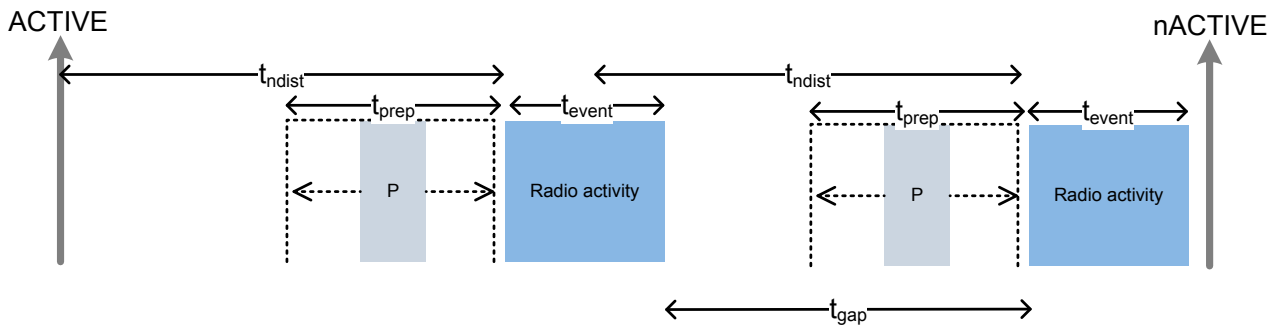 ACTIVE
nACTIVE
tndist
tndist
tprep
tevent
tprep
tevent
P
Radio activity
P
Radio activity
tgap